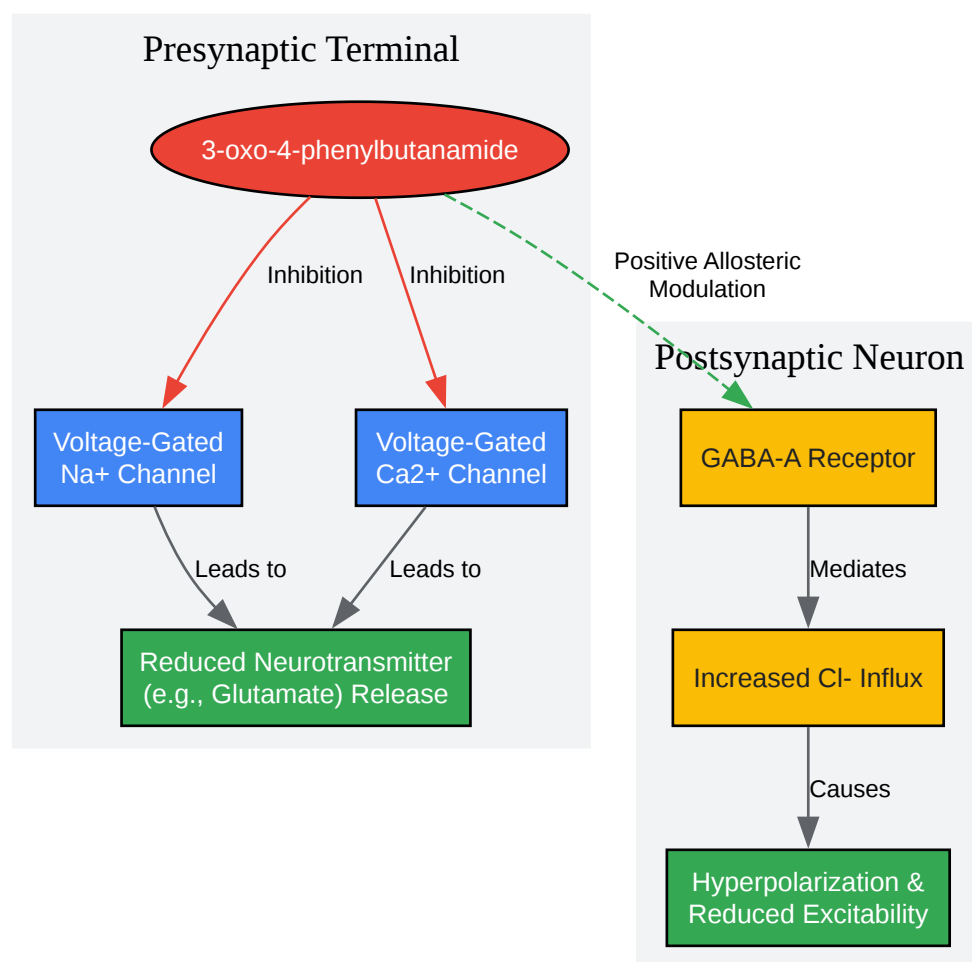 Presynaptic Terminal
3-oxo-4-phenylbutanamide
Inhibition
Inhibition
Voltage-Gated
Na+ Channel
Voltage-Gated
Ca2+ Channel
Leads to
Leads to
Reduced Neurotransmitter
(e.g., Glutamate) Release
Positive Allosteric
Modulation
Postsynaptic Neuron
GABA-A Receptor
Mediates
Increased Cl- Influx
Causes
Hyperpolarization &
Reduced Excitability